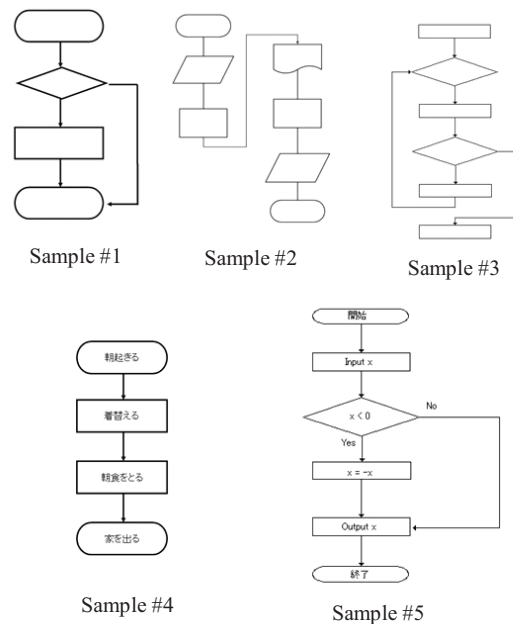 Sample #1
Sample #2
Sample #3
朝起きる
着替える
朝食をとる
家を出る
Sample #4
開始
Input x
x < 0
No
Yes
x = -x
Output x
終了
Sample #5